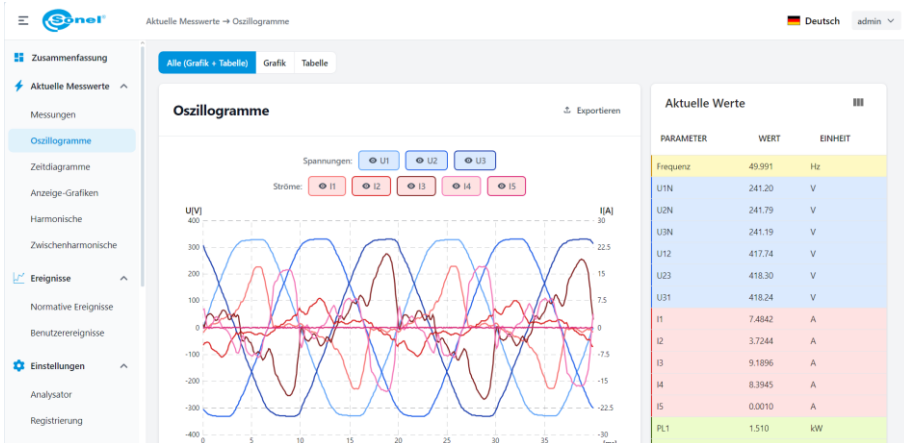 Sonel®
Aktuelle Messwerte → Oszillogramme
Deutsch
admin
Zusammenfassung
Aktuelle Messwerte
Messungen
Oszillogramme
Zeitdiagramme
Anzeige-Grafiken
Harmonische
Zwischenharmonische
Ereignisse
Normative Ereignisse
Benutzerereignisse
Einstellungen
Analysator
Registrierung
Alle (Grafik + Tabelle) Grafik Tabelle
Oszillogramme
Exportieren
Spannungen: U1 U2 U3
Ströme: I1 I2 I3 I4 I5
U[V] I[A]
400 30
300 22.5
200 15
100 7.5
0 0
-100 -7.5
-200 -15
-300 -22.5
-400 -30
0 5 10 15 20 25 30 35
Aktuelle Werte
PARAMETER WERT EINHEIT
Frequenz 49.991 Hz
U1N 241.20 V
U2N 241.79 V
U3N 241.19 V
U12 417.74 V
U23 418.30 V
U31 418.24 V
I1 7.4842 A
I2 3.7244 A
I3 9.1896 A
I4 8.3945 A
I5 0.0010 A
PL1 1.510 kW